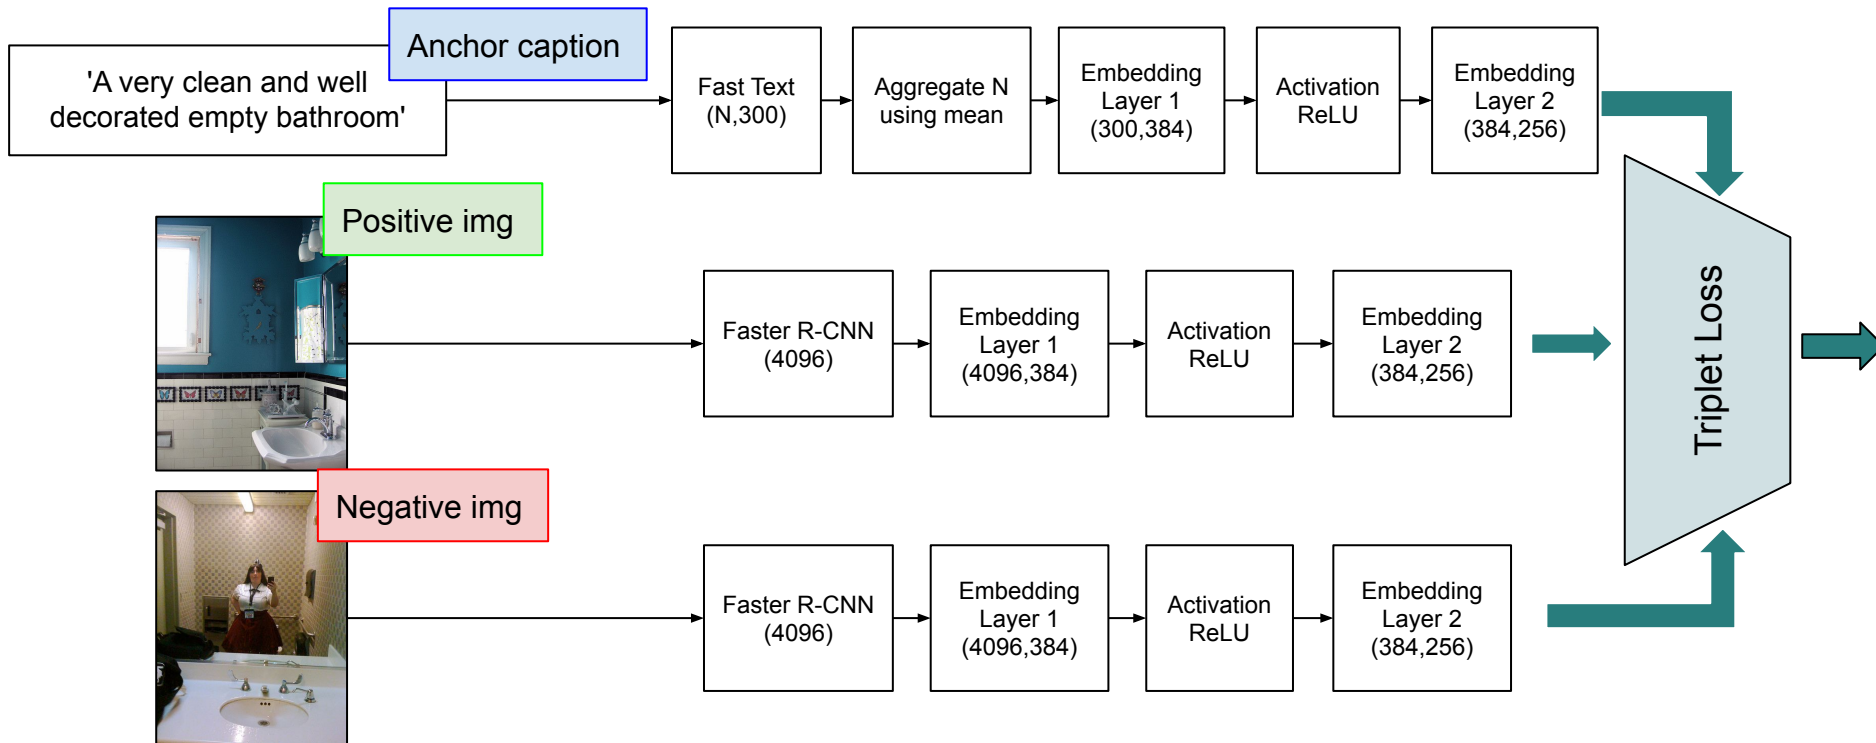 Anchor caption
'A very clean and well
decorated empty bathroom'
Fast Text
(N,300)
Aggregate N
using mean
Embedding
Layer 1
(300,384)
Activation
ReLU
Embedding
Layer 2
(384,256)
Positive img
Faster R-CNN
(4096)
Embedding
Layer 1
(4096,384)
Activation
ReLU
Embedding
Layer 2
(384,256)
Triplet Loss
Negative img
Faster R-CNN
(4096)
Embedding
Layer 1
(4096,384)
Activation
ReLU
Embedding
Layer 2
(384,256)